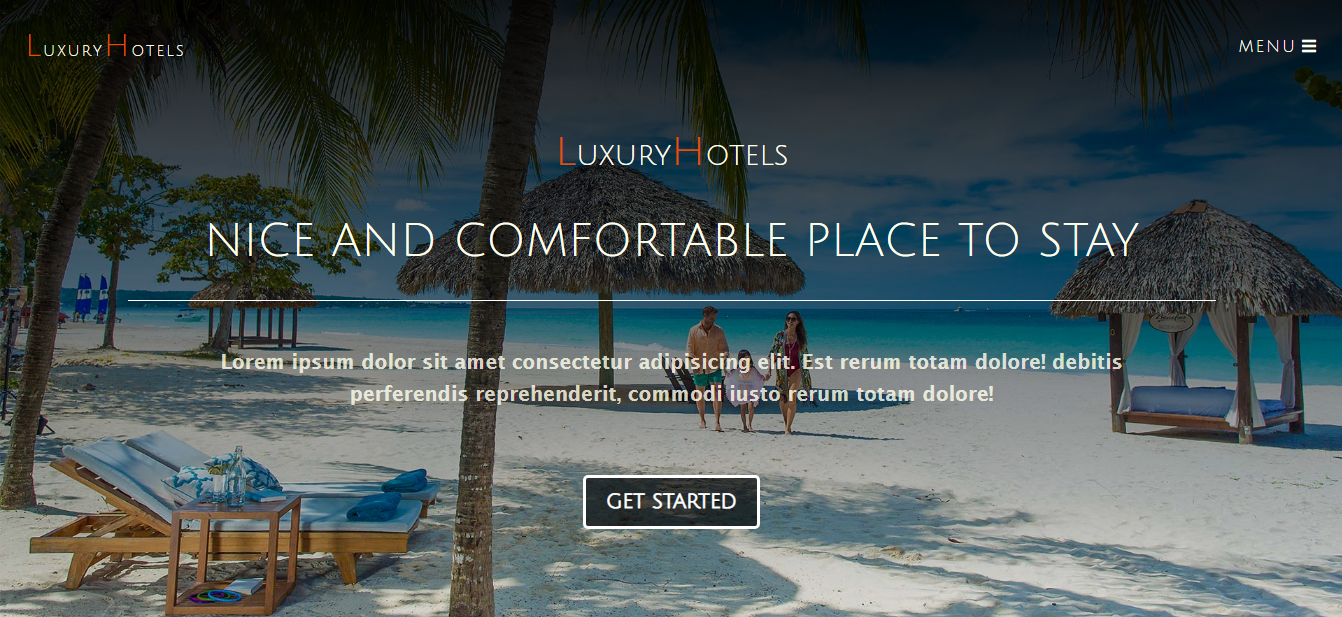 LuxuryHotels
MENU
LuxuryHotels
NICE AND COMFORTABLE PLACE TO STAY
Lorem ipsum dolor sit amet consectetur adipisicing elit. Est rerum totam dolore! debitis
perferendis reprehenderit, commodi iusto rerum totam dolore!
GET STARTED